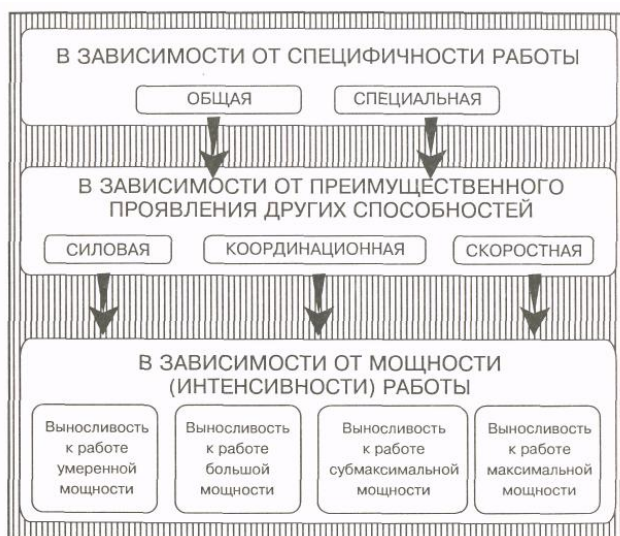 В ЗАВИСИМОСТИ ОТ СПЕЦИФИЧНОСТИ РАБОТЫ
ОБЩАЯ
СПЕЦИАЛЬНАЯ
В ЗАВИСИМОСТИ ОТ ПРЕИМУЩЕСТВЕННОГО
ПРОЯВЛЕНИЯ ДРУГИХ СПОСОБНОСТЕЙ
СИЛОВАЯ
КООРДИНАЦИОННАЯ
СКОРОСТНАЯ
В ЗАВИСИМОСТИ ОТ МОЩНОСТИ
(ИНТЕНСИВНОСТИ) РАБОТЫ
Выносливость
к работе
умеренной
мощности
Выносливость
к работе
большой
мощности
Выносливость
к работе
субмаксимальной
мощности
Выносливость
к работе
максимальной
мощности